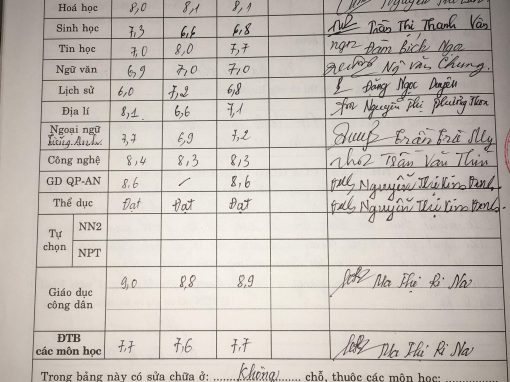 Hoá học 8,0 8,1 8,1
Sinh học 7,3 6,6 6,8 Trần Thị Thanh Vân
Tin học 7,0 8,0 7,7 Đàm Bích Nga
Ngữ văn 6,9 7,0 7,0 Ngô Văn Chung
Lịch sử 6,0 7,2 6,8 Đặng Ngọc Duyên
Địa lí 8,1 6,6 7,1 Nguyễn Thị Phương
Ngoại ngữ 7,7 6,9 7,2 Trần Trà My
Tiếng Anh
Công nghệ 8,4 8,3 8,3 Trần Văn Thìn
GD QP-AN 8,6 / 8,6 Nguyễn Thị Kim Oanh
Thể dục Đạt Đạt Đạt Nguyễn Thị Kim Oanh
Tự chọn NN2
NPT
Giáo dục công dân 9,0 8,8 8,9 Ma Thị Ri Na
ĐTB
các môn học 7,7 7,6 7,7 Ma Thị Ri Na
Trong bảng này có sửa chữa ở: Không chỗ, thuộc các môn học: